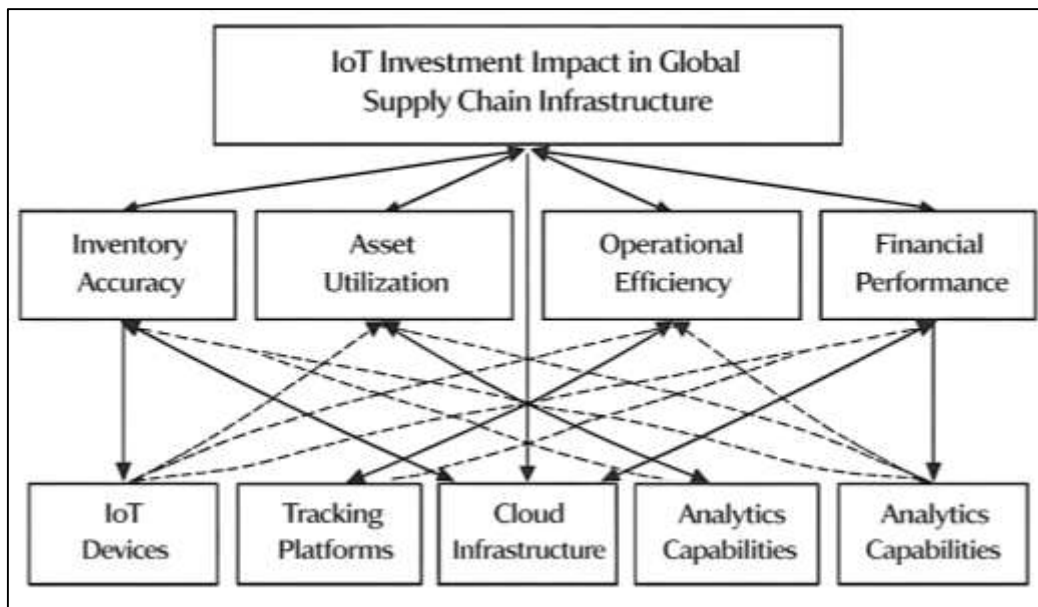 IoT Investment Impact in Global
Supply Chain Infrastructure
Inventory
Accuracy
Asset
Utilization
Operational
Efficiency
Financial
Performance
IoT
Devices
Tracking
Platforms
Cloud
Infrastructure
Analytics
Capabilities
Analytics
Capabilities